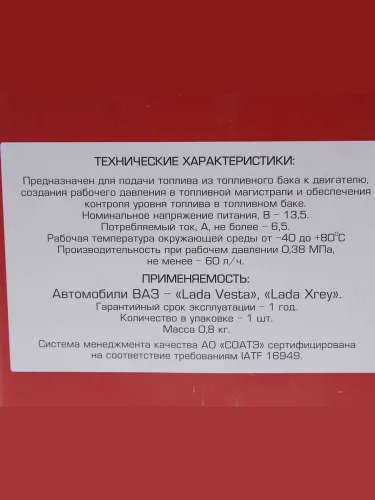 ТЕХНИЧЕСКИЕ ХАРАКТЕРИСТИКИ:
Предназначен для подачи топлива из топливного бака к двигателю,
создания рабочего давления в топливной магистрали и обеспечения
контроля уровня топлива в топливном баке.
Номинальное напряжение питания, В – 13,5.
Потребляемый ток, А, не более – 6,5.
Рабочая температура окружающей среды от –40 до +80°С
Производительность при рабочем давлении 0,38 МПа,
не менее – 60 л/ч.
ПРИМЕНЯЕМОСТЬ:
Автомобили ВАЗ – «Lada Vesta», «Lada Xrey».
Гарантийный срок эксплуатации – 1 год.
Количество в упаковке – 1 шт.
Масса 0,8 кг.
Система менеджмента качества АО «СОАТЭ» сертифицирована
на соответствие требованиям IATF 16949.